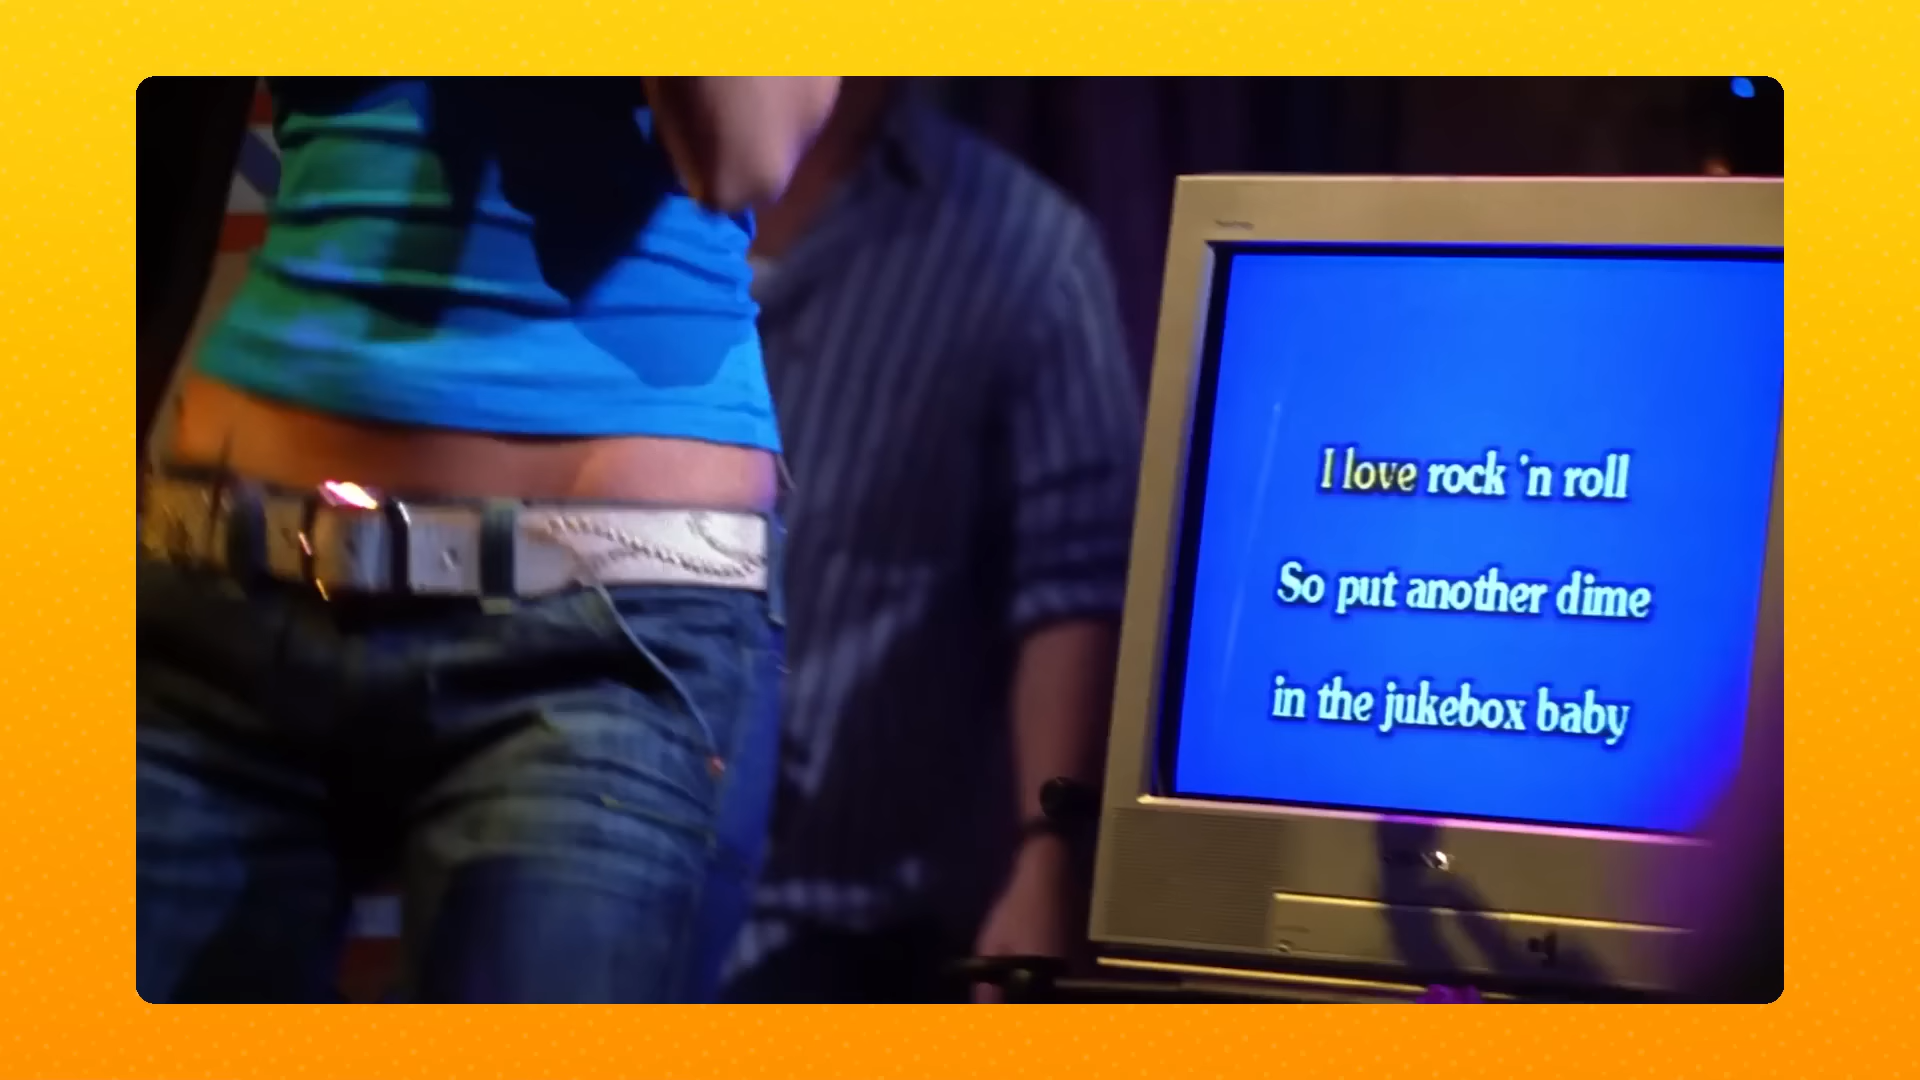 I love rock 'n roll
So put another dime
in the jukebox baby